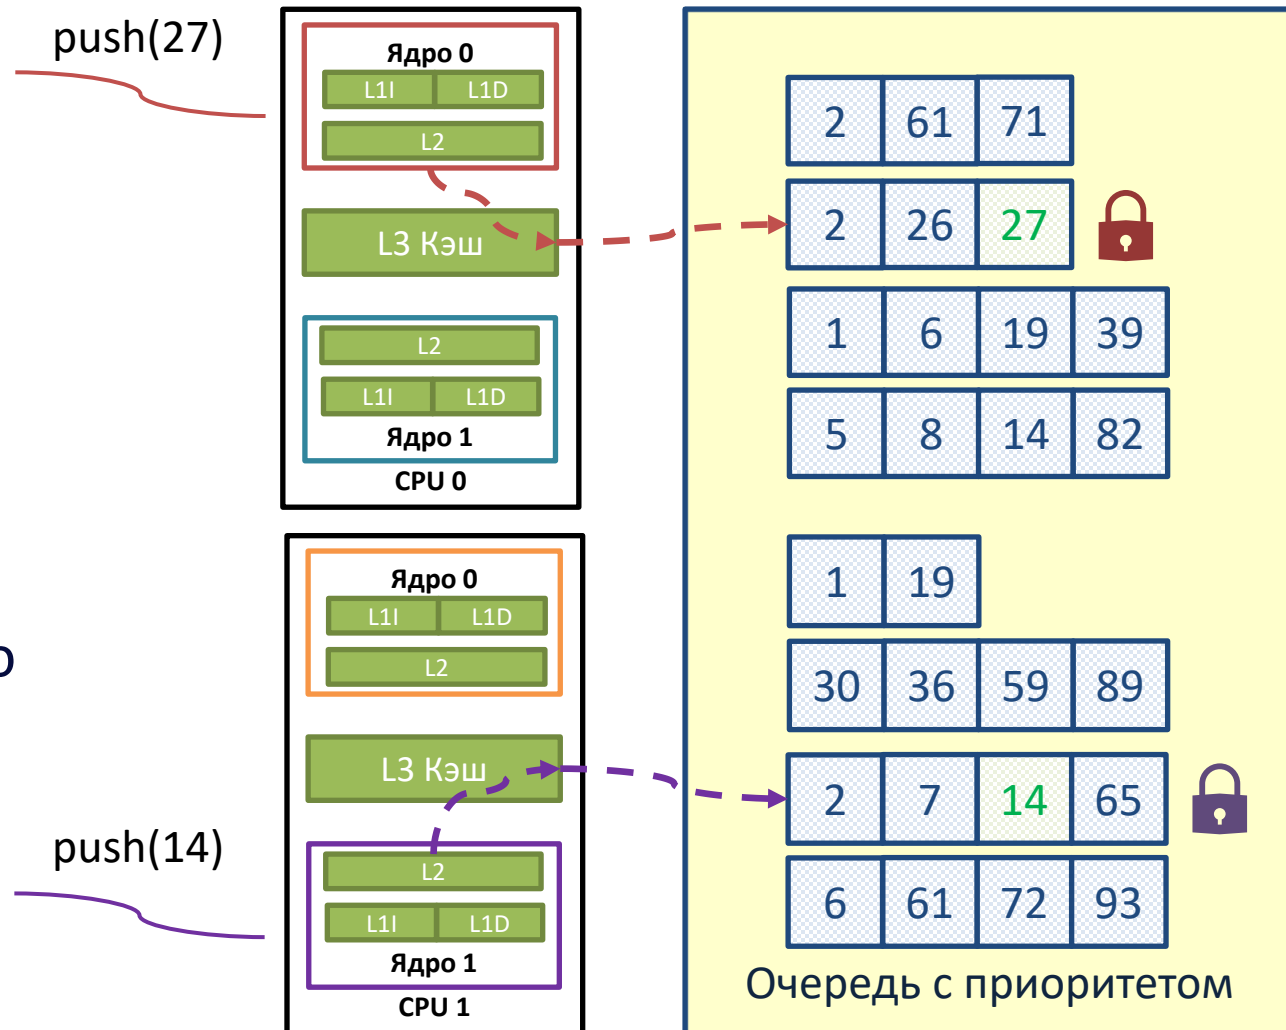 push(27)
Ядро 0
L1I L1D
L2
L3 Кэш
L2
L1I L1D
Ядро 1
CPU 0
2 61 71
2 26 27
1 6 19 39
5 8 14 82
ю
push(14)
Ядро 0
L1I L1D
L2
L3 Кэш
L2
L1I L1D
Ядро 1
CPU 1
1 19
30 36 59 89
2 7 14 65
6 61 72 93
Очередь с приоритетом